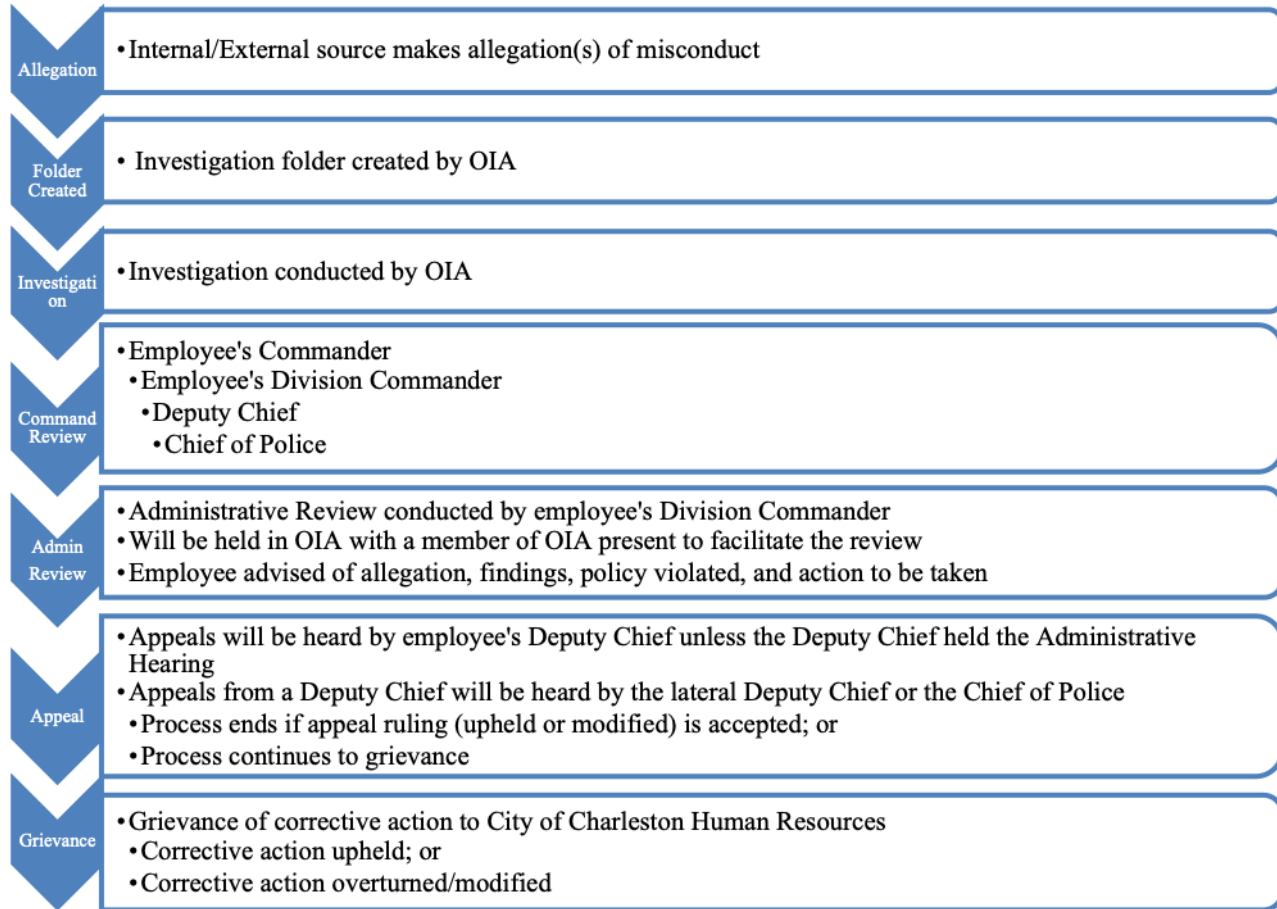 Allegation
•Internal/External source makes allegation(s) of misconduct
Folder
Created
• Investigation folder created by OIA
Investigati
on
•Investigation conducted by OIA
Command
Review
•Employee's Commander
•Employee's Division Commander
•Deputy Chief
•Chief of Police
Admin
Review
•Administrative Review conducted by employee's Division Commander
•Will be held in OIA with a member of OIA present to facilitate the review
•Employee advised of allegation, findings, policy violated, and action to be taken
Appeal
•Appeals will be heard by employee's Deputy Chief unless the Deputy Chief held the Administrative
Hearing
•Appeals from a Deputy Chief will be heard by the lateral Deputy Chief or the Chief of Police
•Process ends if appeal ruling (upheld or modified) is accepted; or
•Process continues to grievance
Grievance
•Grievance of corrective action to City of Charleston Human Resources
•Corrective action upheld; or
•Corrective action overturned/modified